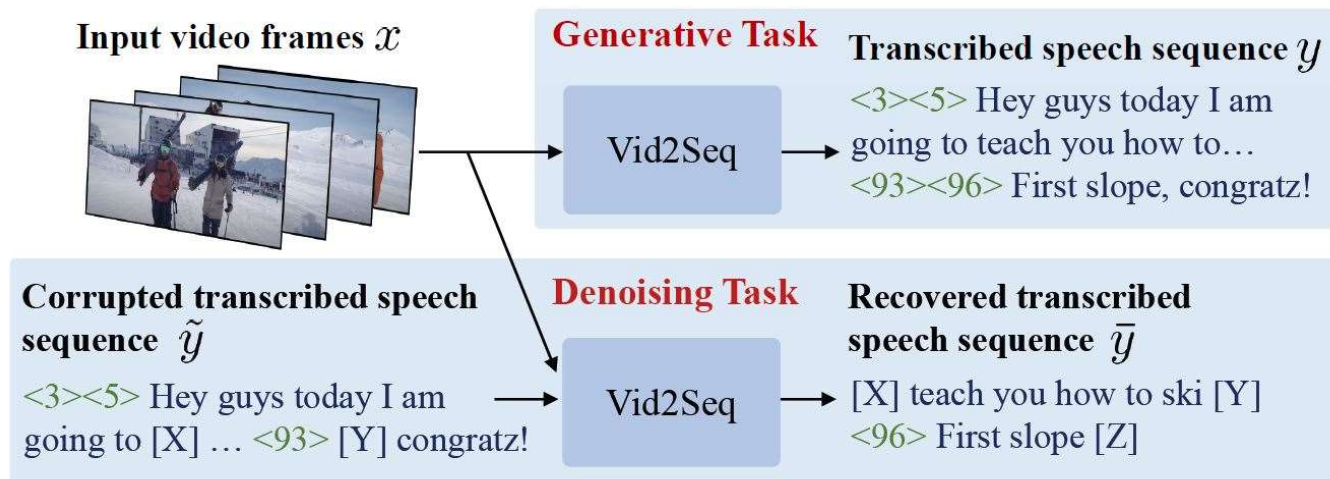 Input video frames x
Generative Task
Vid2Seq
Transcribed speech sequence y
<3><5> Hey guys today I am
going to teach you how to…
<93><96> First slope, congratz!
Corrupted transcribed speech
sequence ỹ
<3><5> Hey guys today I am
going to [X] … <93> [Y] congratz!
Denoising Task
Vid2Seq
Recovered transcribed
speech sequence ȳ
[X] teach you how to ski [Y]
<96> First slope [Z]